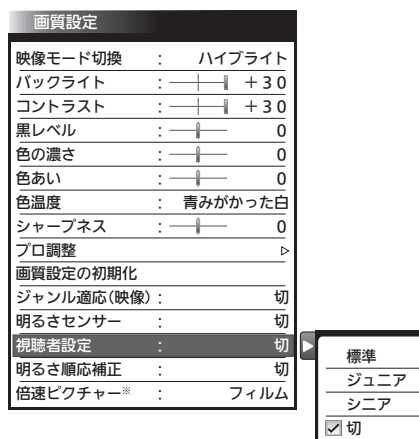 画質設定
映像モード切換 : ハイブライト
バックライト : +30
コントラスト : +30
黒レベル : 0
色の濃さ : 0
色あい : 0
色温度 : 青みがかった白
シャープネス : 0
プロ調整
画質設定の初期化
ジャンル適応(映像) : 切
明るさセンサー : 切
視聴者設定 : 切
明るさ順応補正 : 切
倍速ピクチャー※ : フィルム
標準
ジュニア
シニア
切